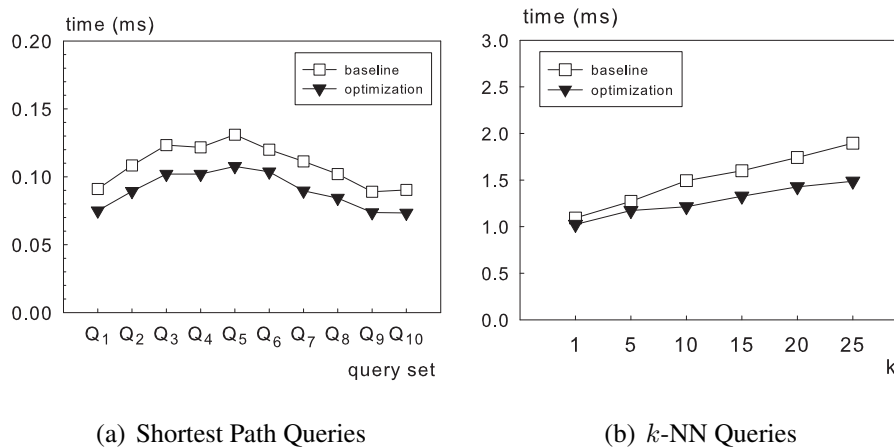 time (ms)
0.20
0.15
0.10
0.05
0.00
baseline
optimization
Q1 Q2 Q3 Q4 Q5 Q6 Q7 Q8 Q9 Q10
query set
(a) Shortest Path Queries
time (ms)
3.0
2.5
2.0
1.5
1.0
0.5
0.0
baseline
optimization
1 5 10 15 20 25
k
(b) k-NN Queries